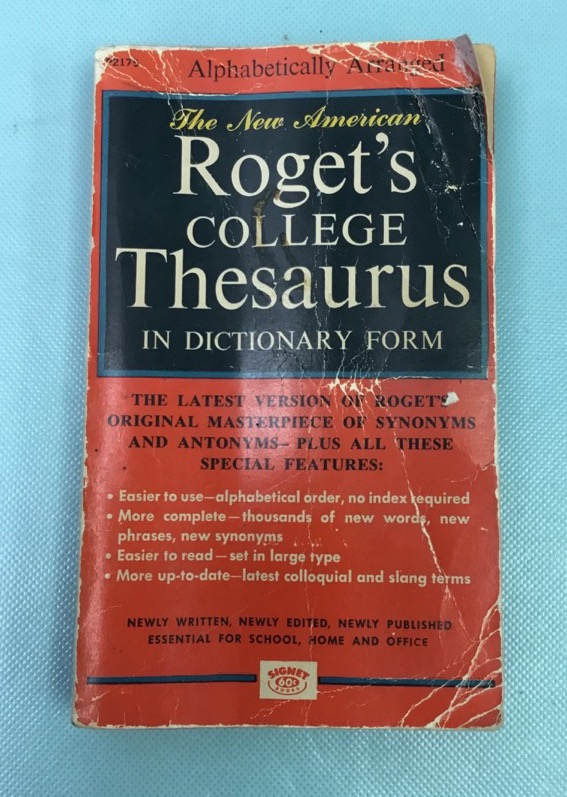 Alphabetically Arranged
The New American
Roget's
COLLEGE
Thesaurus
IN DICTIONARY FORM
THE LATEST VERSION OF ROGET'S
ORIGINAL MASTERPIECE OF SYNONYMS
AND ANTONYMS— PLUS ALL THESE
SPECIAL FEATURES:
• Easier to use—alphabetical order, no index required
• More complete—thousands of new words, new
phrases, new synonyms
• Easier to read—set in large type
• More up-to-date—latest colloquial and slang terms
NEWLY WRITTEN, NEWLY EDITED, NEWLY PUBLISHED
ESSENTIAL FOR SCHOOL, HOME AND OFFICE
SIGNET
60¢
BOOKS